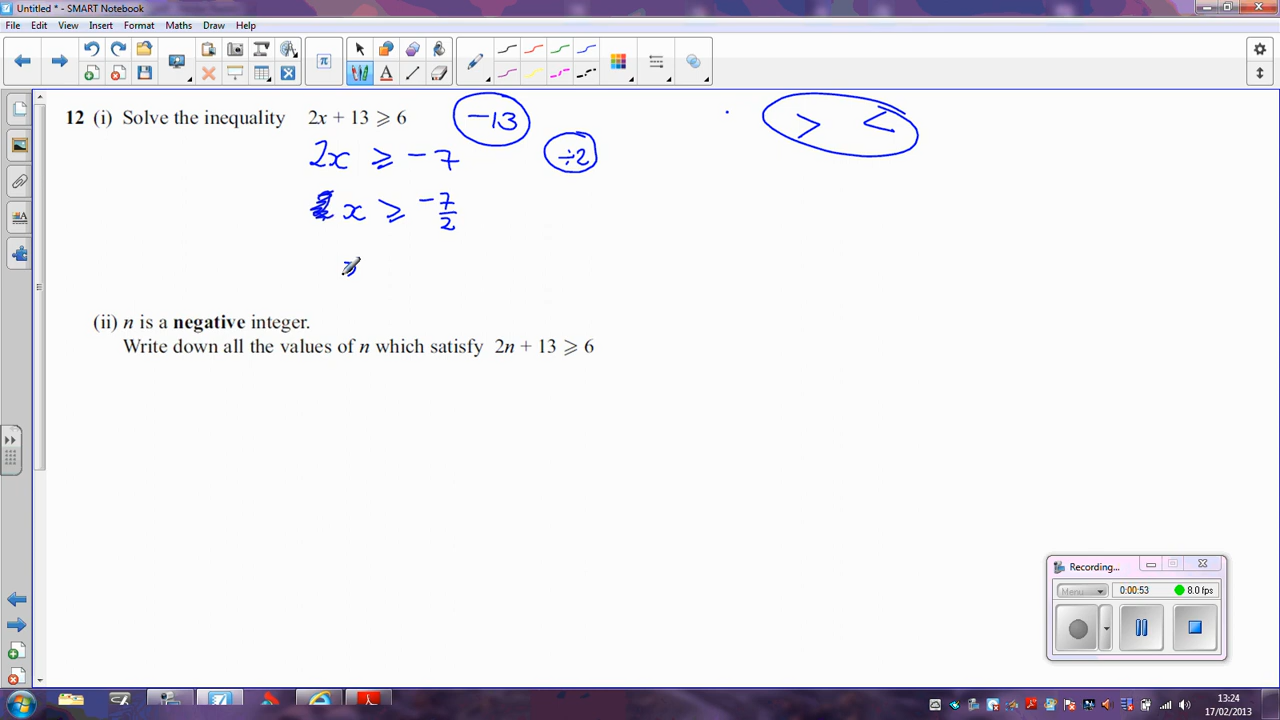 Untitled * - SMART Notebook
File Edit View Insert Format Maths Draw Help
12 (i) Solve the inequality 2x + 13 ⩾ 6 −13 > <
2x ⩾ −7 ÷2
x ⩾ −7/2
(ii) n is a negative integer.
Write down all the values of n which satisfy 2n + 13 ⩾ 6
Recording...
Menu 0:00:53 8.0 fps
13:24
17/02/2013